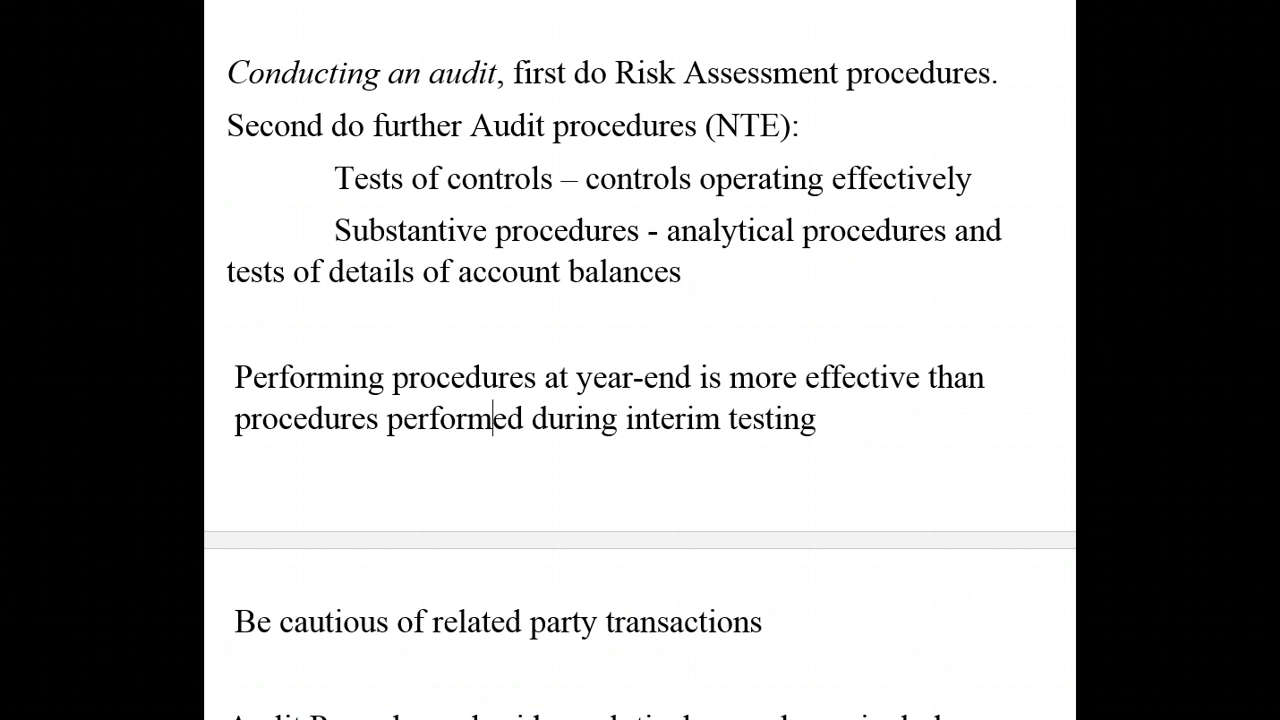 Conducting an audit, first do Risk Assessment procedures.
Second do further Audit procedures (NTE):
Tests of controls – controls operating effectively
Substantive procedures - analytical procedures and
tests of details of account balances
Performing procedures at year-end is more effective than
procedures performed during interim testing
Be cautious of related party transactions